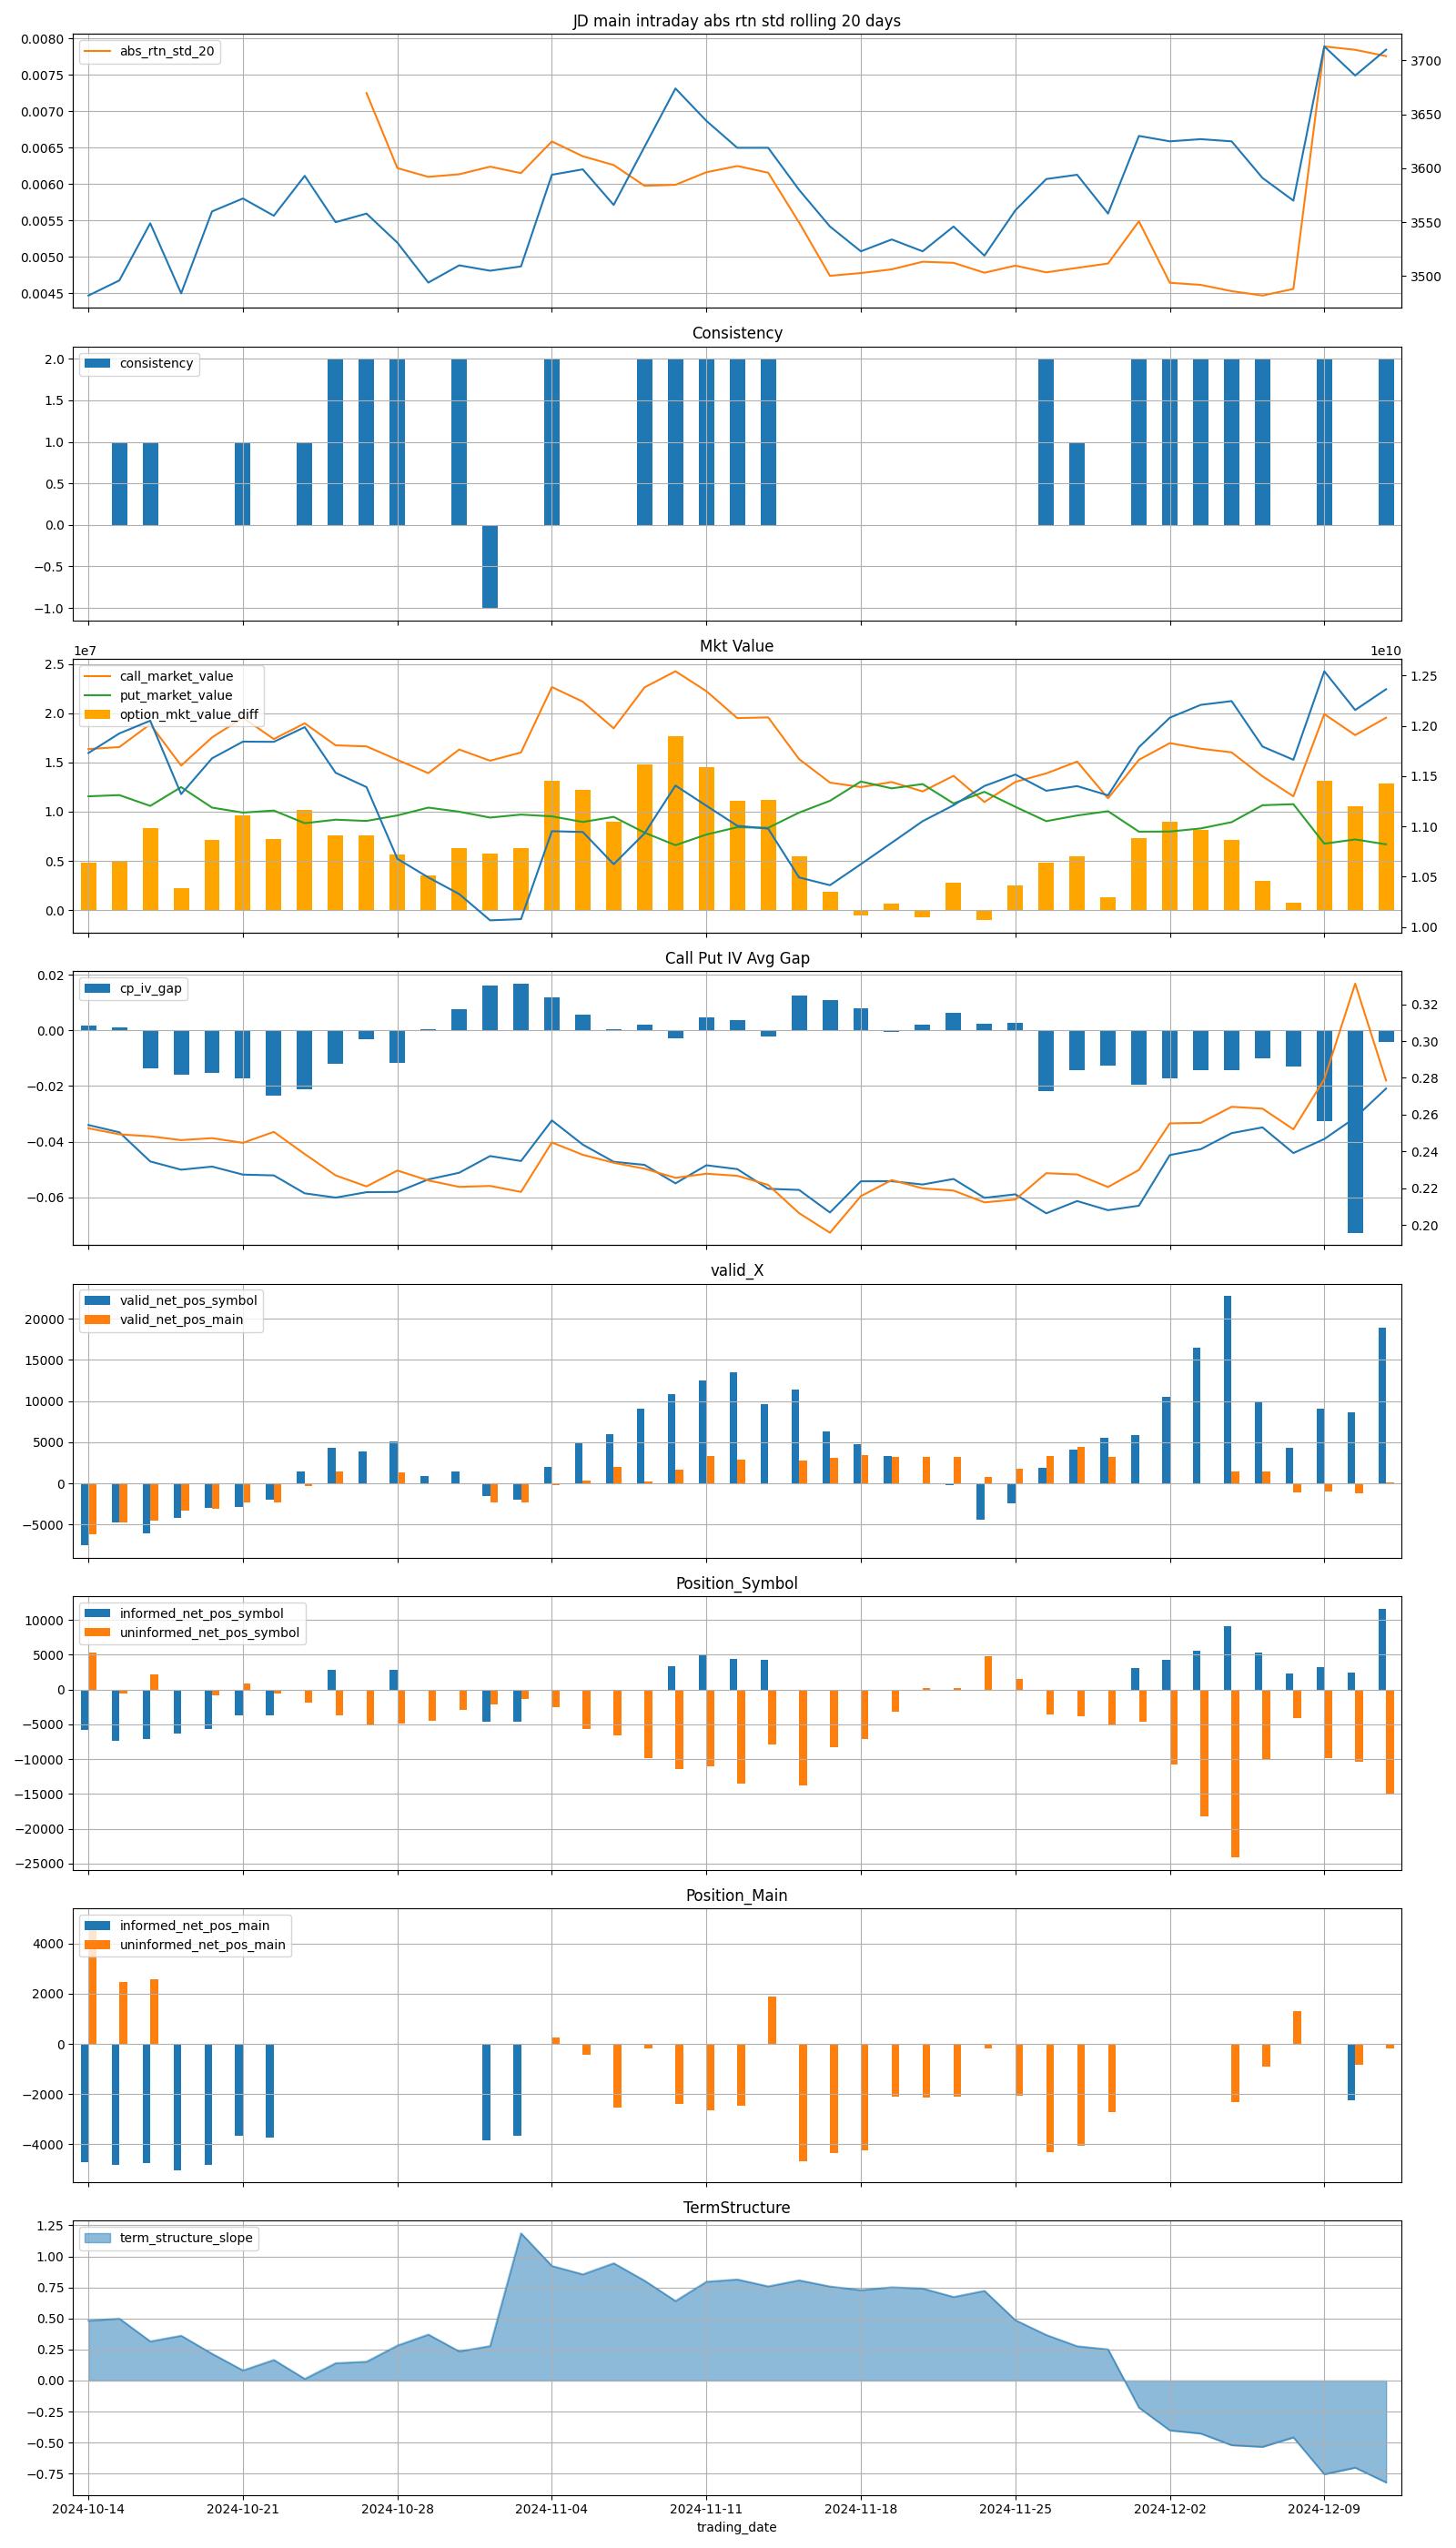 JD main intraday abs rtn std rolling 20 days
abs_rtn_std_20
0.0080
0.0075
0.0070
0.0065
0.0060
0.0055
0.0050
0.0045
3700
3650
3600
3550
3500
Consistency
consistency
2.0
1.5
1.0
0.5
0.0
−0.5
−1.0
Mkt Value
1e7
1e10
call_market_value
put_market_value
option_mkt_value_diff
2.5
2.0
1.5
1.0
0.5
0.0
1.25
1.20
1.15
1.10
1.05
1.00
Call Put IV Avg Gap
cp_iv_gap
0.02
0.00
−0.02
−0.04
−0.06
0.32
0.30
0.28
0.26
0.24
0.22
0.20
valid_X
valid_net_pos_symbol
valid_net_pos_main
20000
15000
10000
5000
0
−5000
Position_Symbol
informed_net_pos_symbol
uninformed_net_pos_symbol
10000
5000
0
−5000
−10000
−15000
−20000
−25000
Position_Main
informed_net_pos_main
uninformed_net_pos_main
4000
2000
0
−2000
−4000
TermStructure
term_structure_slope
1.25
1.00
0.75
0.50
0.25
0.00
−0.25
−0.50
−0.75
2024-10-14 2024-10-21 2024-10-28 2024-11-04 2024-11-11 2024-11-18 2024-11-25 2024-12-02 2024-12-09
trading_date